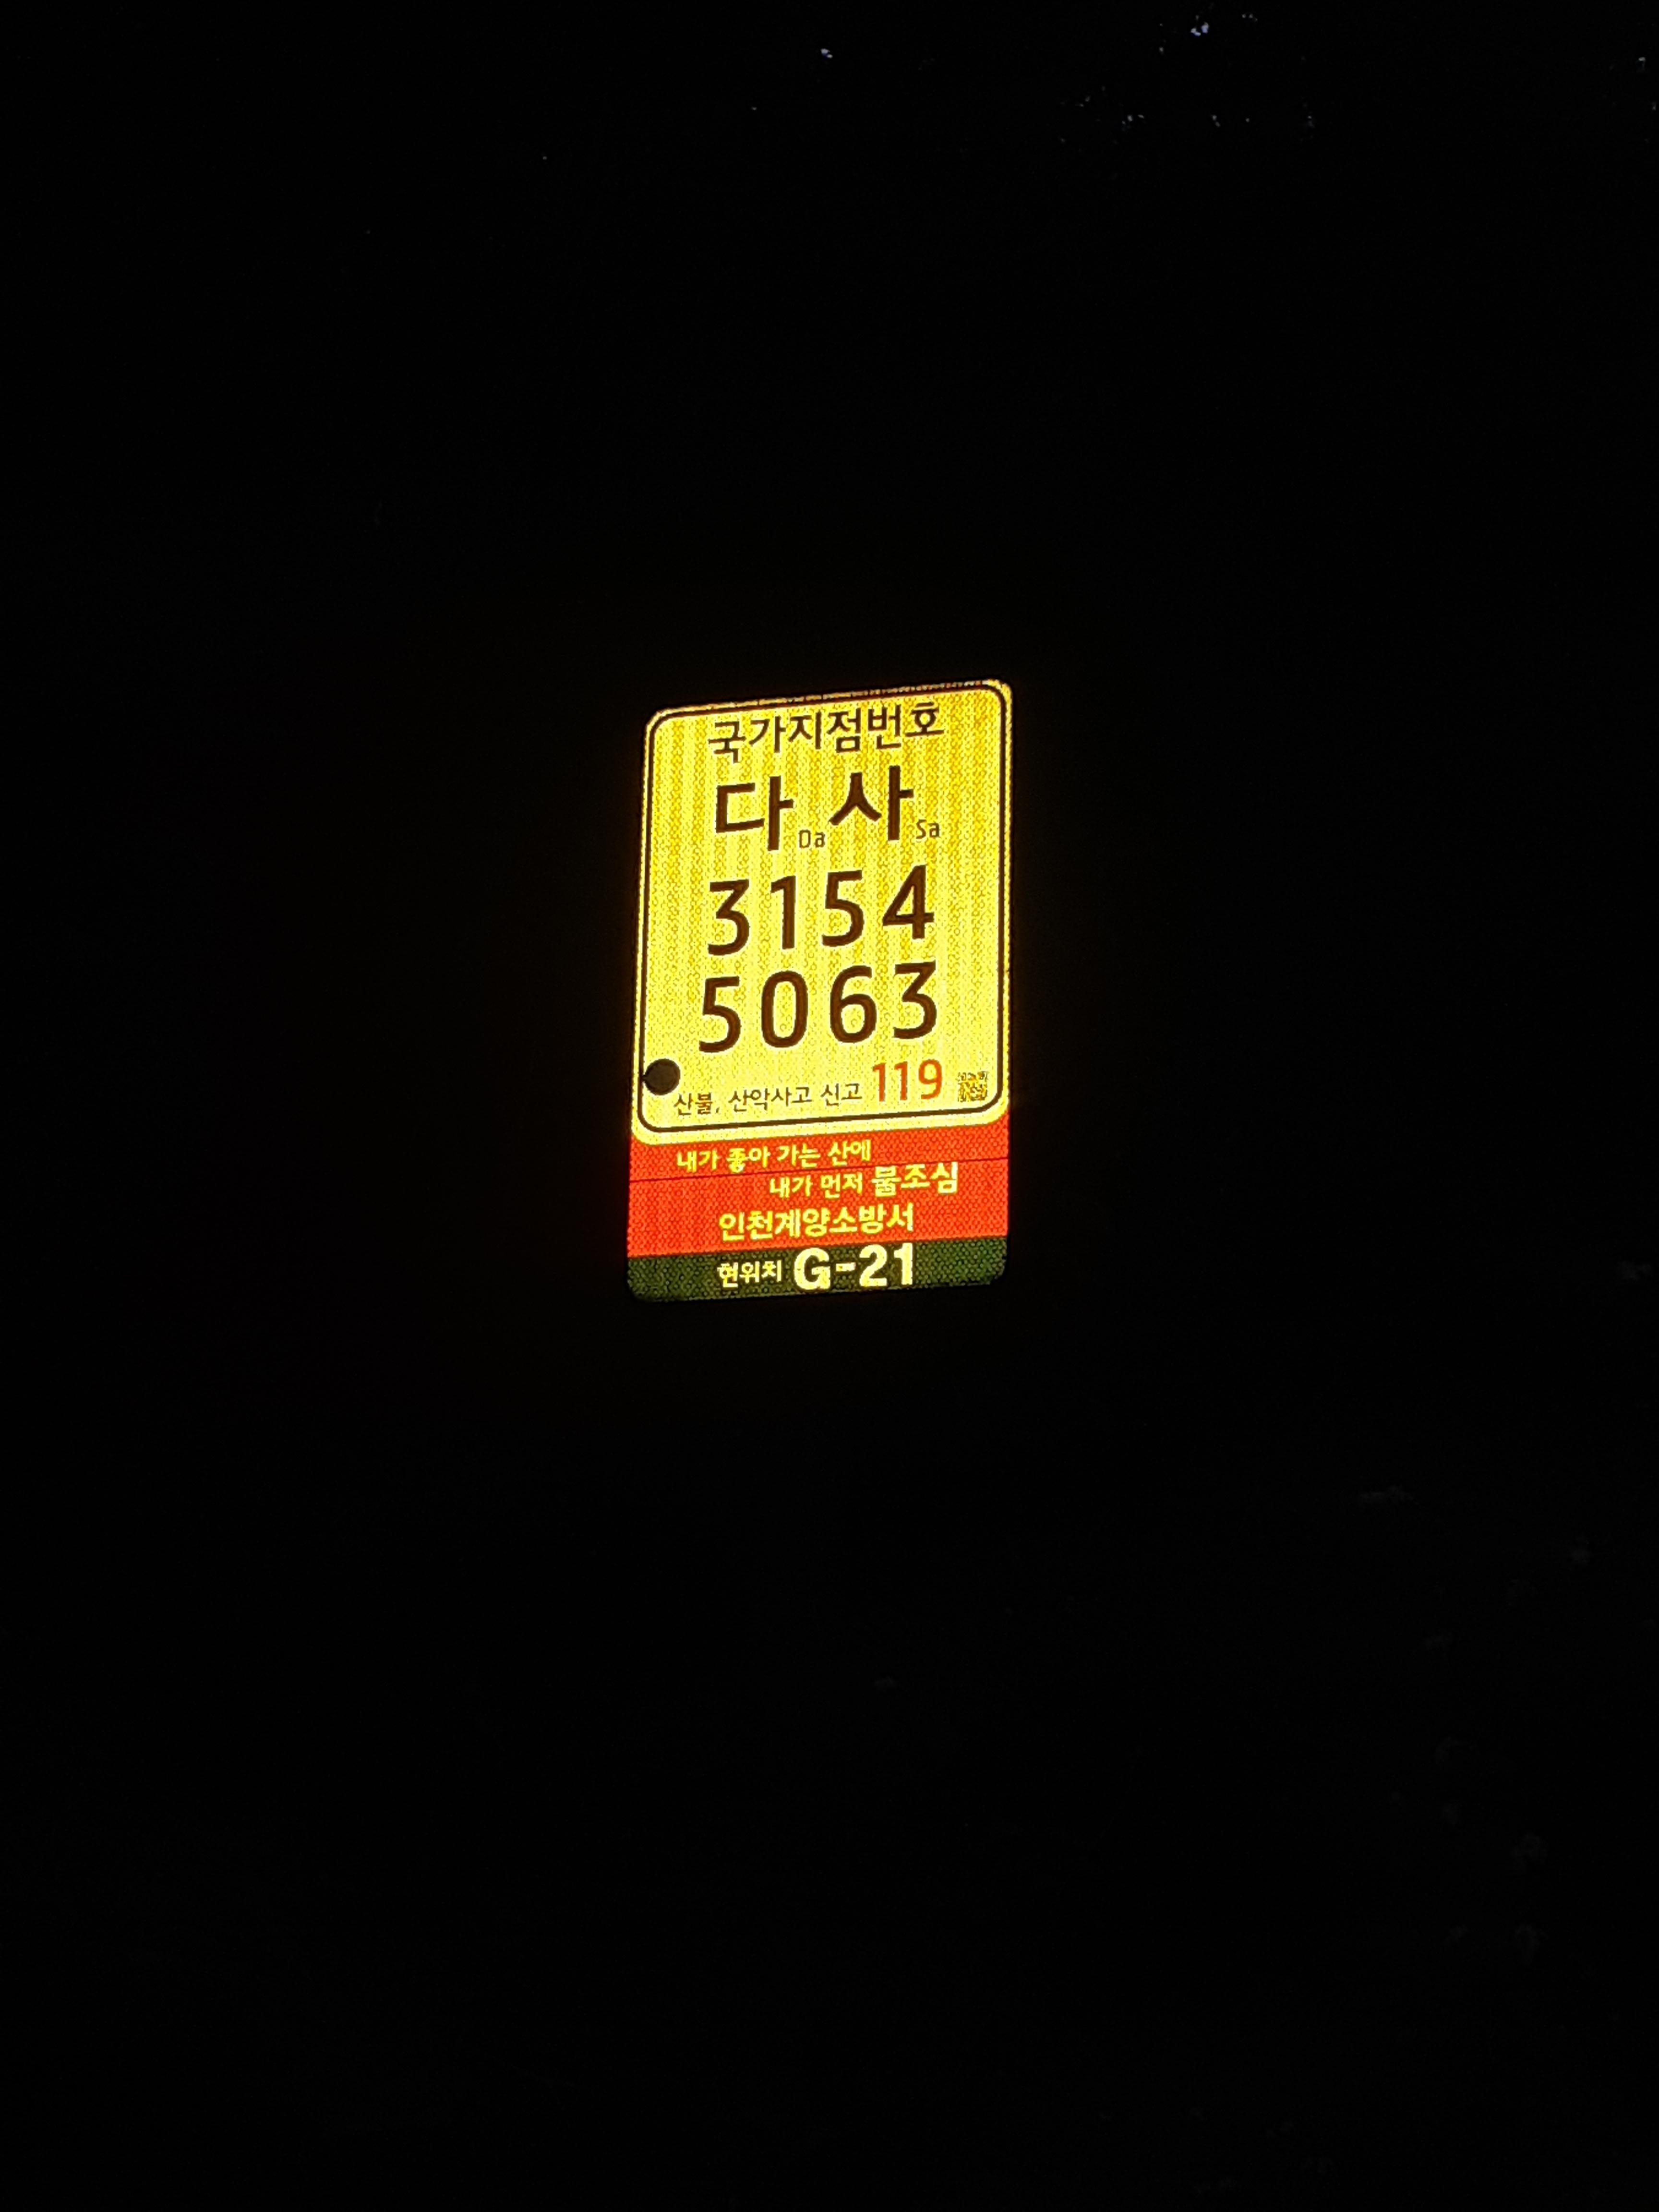 국가지점번호
다 Da 사 Sa
3154
5063
산불, 산악사고 신고 119
내가 좋아 가는 산에
내가 먼저 불조심
인천계양소방서
현위치 G-21